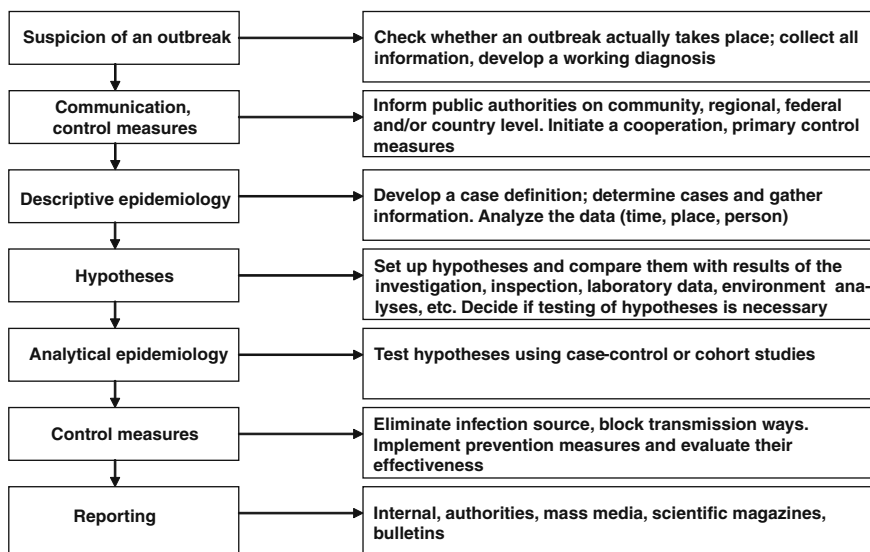 Suspicion of an outbreak
Check whether an outbreak actually takes place; collect all
information, develop a working diagnosis
Communication,
control measures
Inform public authorities on community, regional, federal
and/or country level. Initiate a cooperation, primary control
measures
Descriptive epidemiology
Develop a case definition; determine cases and gather
information. Analyze the data (time, place, person)
Hypotheses
Set up hypotheses and compare them with results of the
investigation, inspection, laboratory data, environment ana-
lyses, etc. Decide if testing of hypotheses is necessary
Analytical epidemiology
Test hypotheses using case-control or cohort studies
Control measures
Eliminate infection source, block transmission ways.
Implement prevention measures and evaluate their
effectiveness
Reporting
Internal, authorities, mass media, scientific magazines,
bulletins